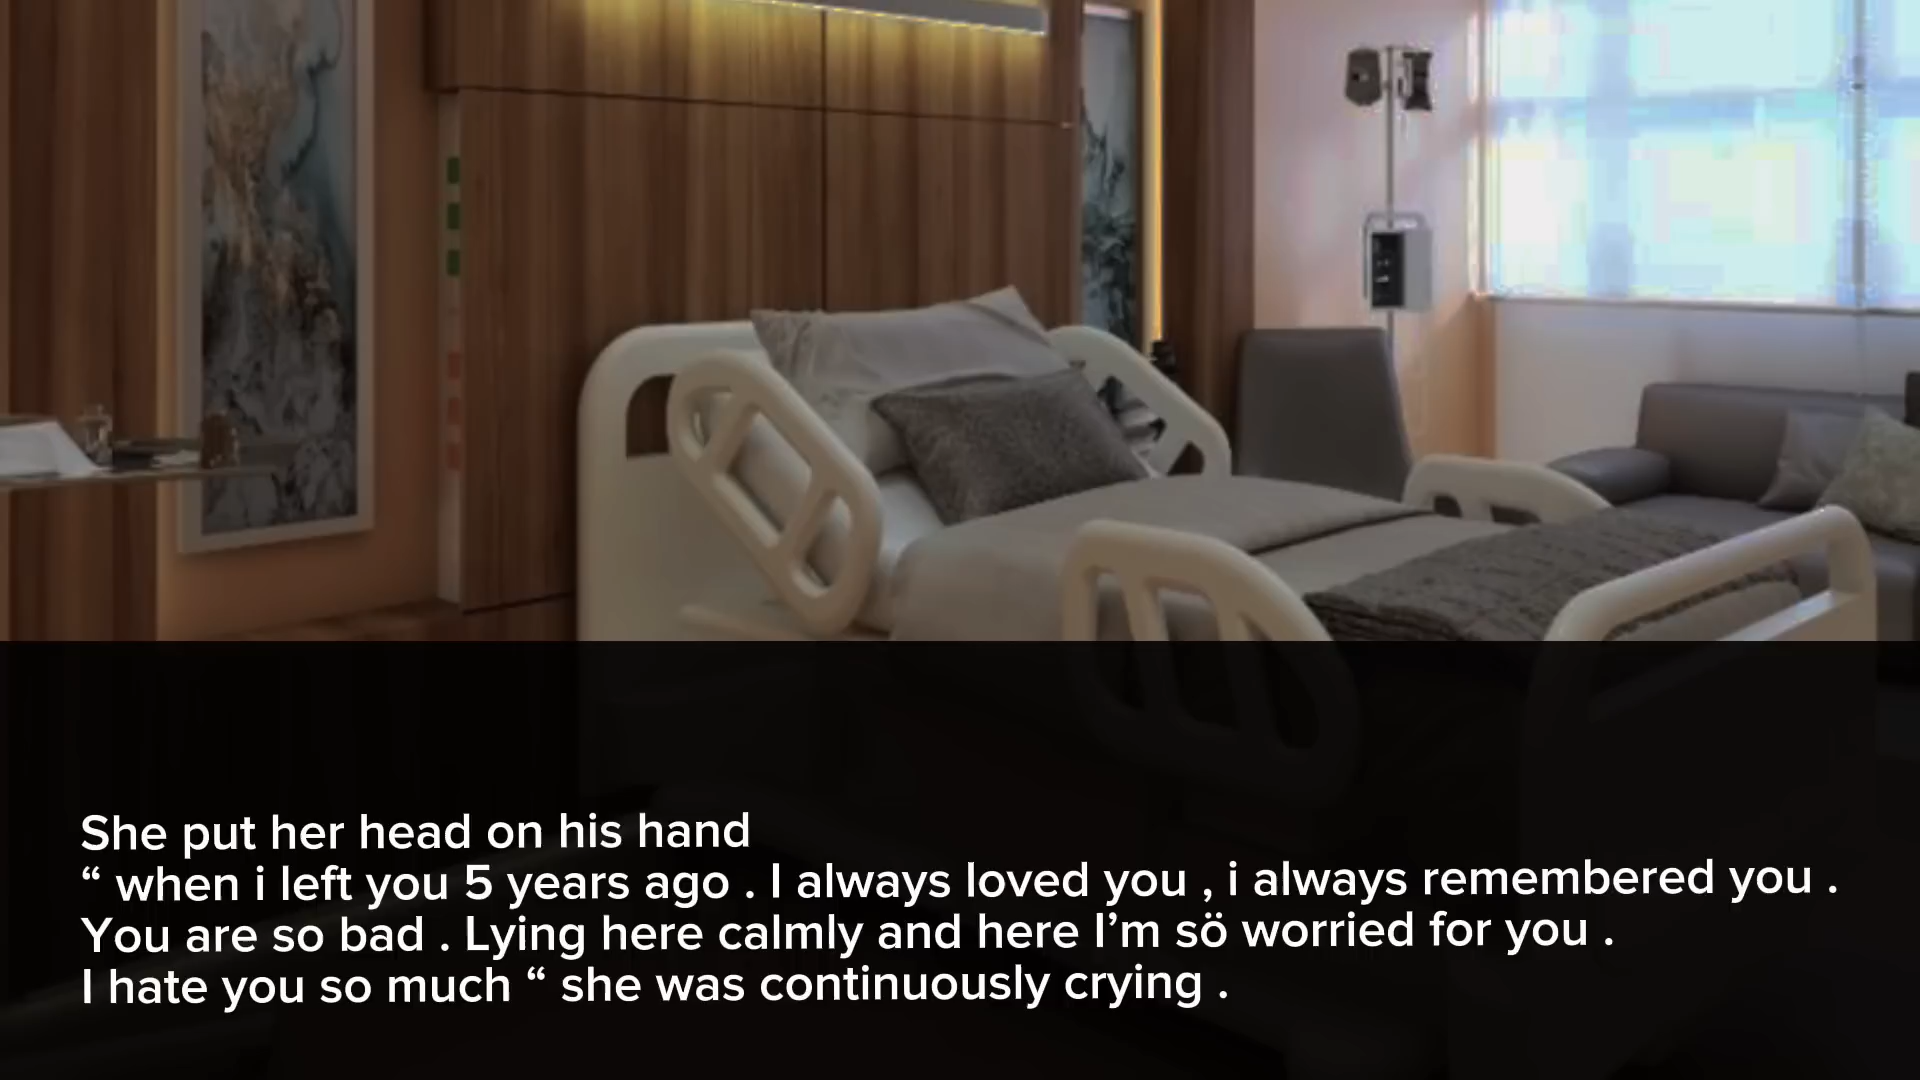 She put her head on his hand
“ when i left you 5 years ago . I always loved you , i always remembered you .
You are so bad . Lying here calmly and here I’m sö worried for you .
I hate you so much “ she was continuously crying .